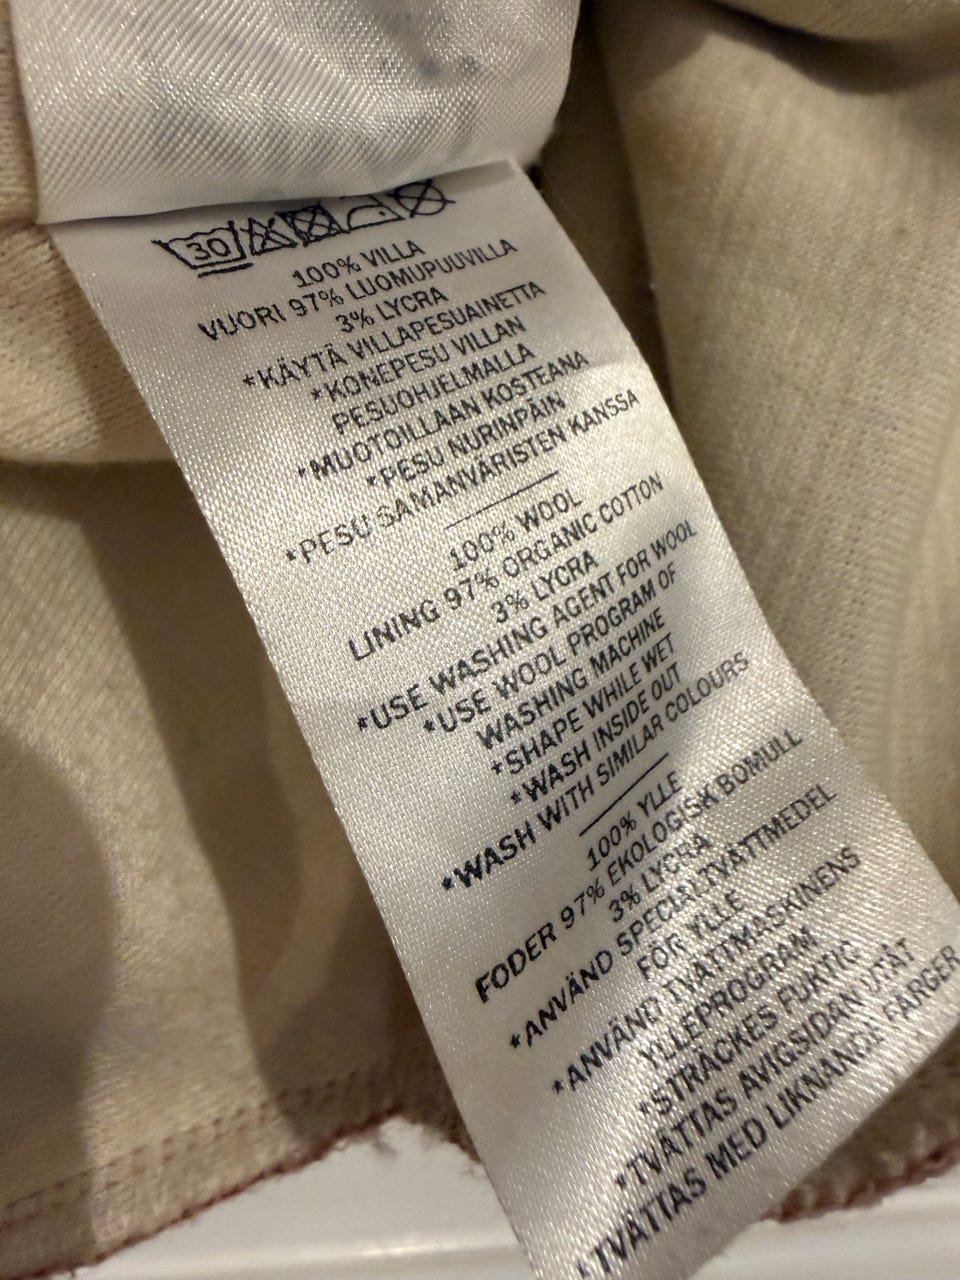 30
100% VILLA
VUORI 97% LUOMUPUUVILLA
3% LYCRA
*KÄYTÄ VILLAPESUAINETTA
*KONEPESU VILLAN
PESUOHJELMALLA
*MUOTOILLAAN KOSTEANA
*PESU NURINPÄIN
*PESU SAMANVÄRISTEN KANSSA
100% WOOL
LINING 97% ORGANIC COTTON
3% LYCRA
*USE WASHING AGENT FOR WOOL
*USE WOOL PROGRAM OF
WASHING MACHINE
*SHAPE WHILE WET
*WASH INSIDE OUT
*WASH WITH SIMILAR COLOURS
100% YLLE
FODER 97% EKOLOGISK BOMULL
3% LYCRA
*ANVÄND SPECIALTVÄTTMEDEL
FÖR YLLE
*ANVÄND TVÄTTMASKINENS
YLLEPROGRAM
*STRÄCKES FUKTIG
*TVÄTTAS AVIGSIDAN UTÅT
*TVÄTTAS MED LIKNANDE FÄRGER